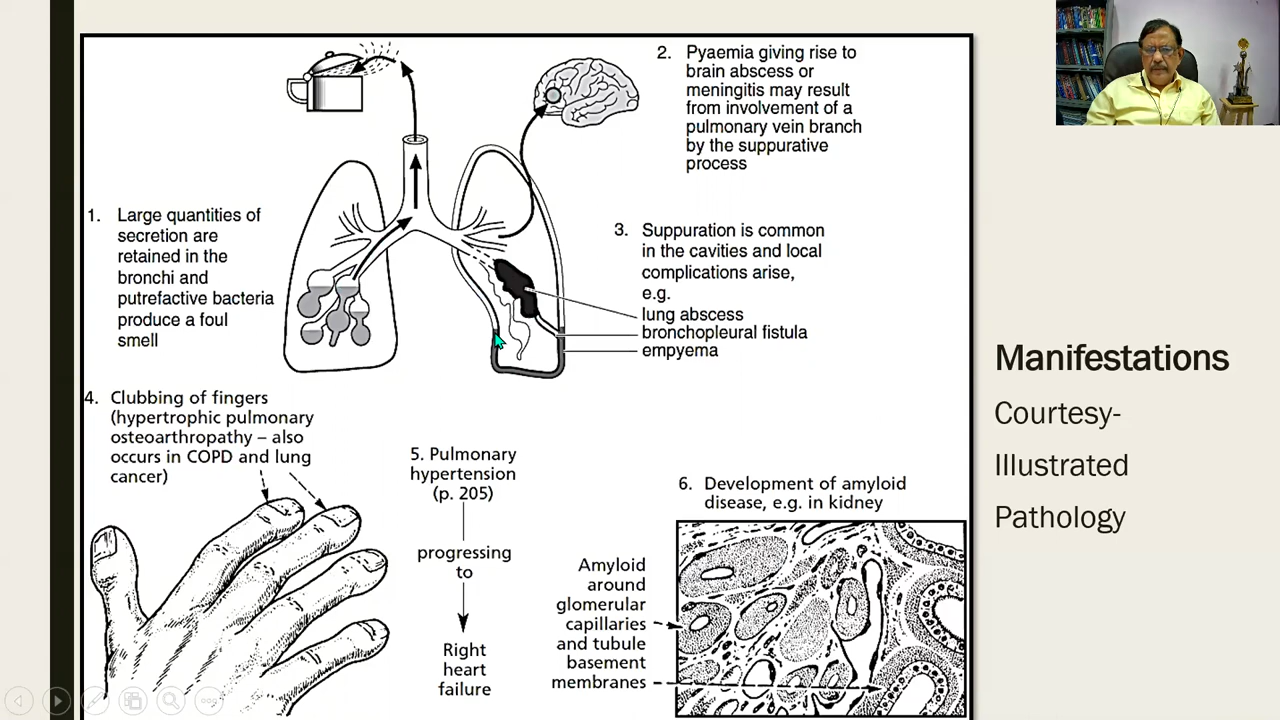 1. Large quantities of
secretion are
retained in the
bronchi and
putrefactive bacteria
produce a foul
smell
2. Pyaemia giving rise to
brain abscess or
meningitis may result
from involvement of a
pulmonary vein branch
by the suppurative
process
3. Suppuration is common
in the cavities and local
complications arise,
e.g.
lung abscess
bronchopleural fistula
empyema
4. Clubbing of fingers
(hypertrophic pulmonary
osteoarthropathy – also
occurs in COPD and lung
cancer)
5. Pulmonary
hypertension
(p. 205)
progressing
to
Right
heart
failure
6. Development of amyloid
disease, e.g. in kidney
Amyloid
around
glomerular
capillaries
and tubule
basement
membranes
Manifestations
Courtesy-
Illustrated
Pathology